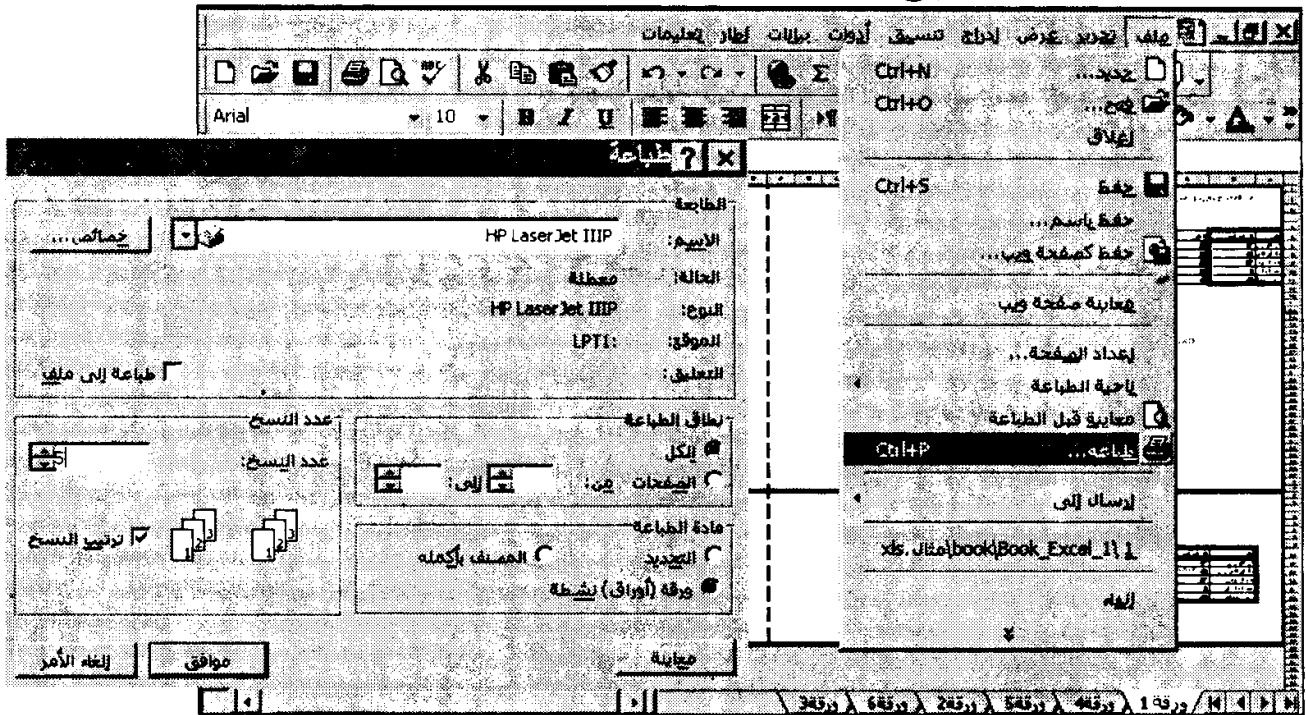 ملف تحرير عرض إدراج تنسيق أدوات بيانات إطار تعليمات
Arial 10 B I U
جديد... Ctrl+N
فتح... Ctrl+O
إغلاق
حفظ Ctrl+S
حفظ باسم...
حفظ كصفحة ويب...
معاينة صفحة ويب
إعداد الصفحة...
ناحية الطباعة
معاينة قبل الطباعة
طباعة... Ctrl+P
إرسال إلى
1 \book\Book_Excel_1\مثال.xls
إنهاء
طباعة
الطابعة
الاسم: HP LaserJet IIIP
خصائص...
الحالة: معطلة
النوع: HP LaserJet IIIP
الموقع: LPT1:
التعليق:
طباعة إلى ملف
نطاق الطباعة
الكل
الصفحات من: إلى:
مادة الطباعة
التحديد
المصنف بأكمله
ورقة (أوراق) نشطة
عدد النسخ
عدد النسخ: 5
ترتيب النسخ
معاينة
موافق
إلغاء الأمر
ورقة1 ورقة4 ورقة5 ورقة2 ورقة6 ورقة3